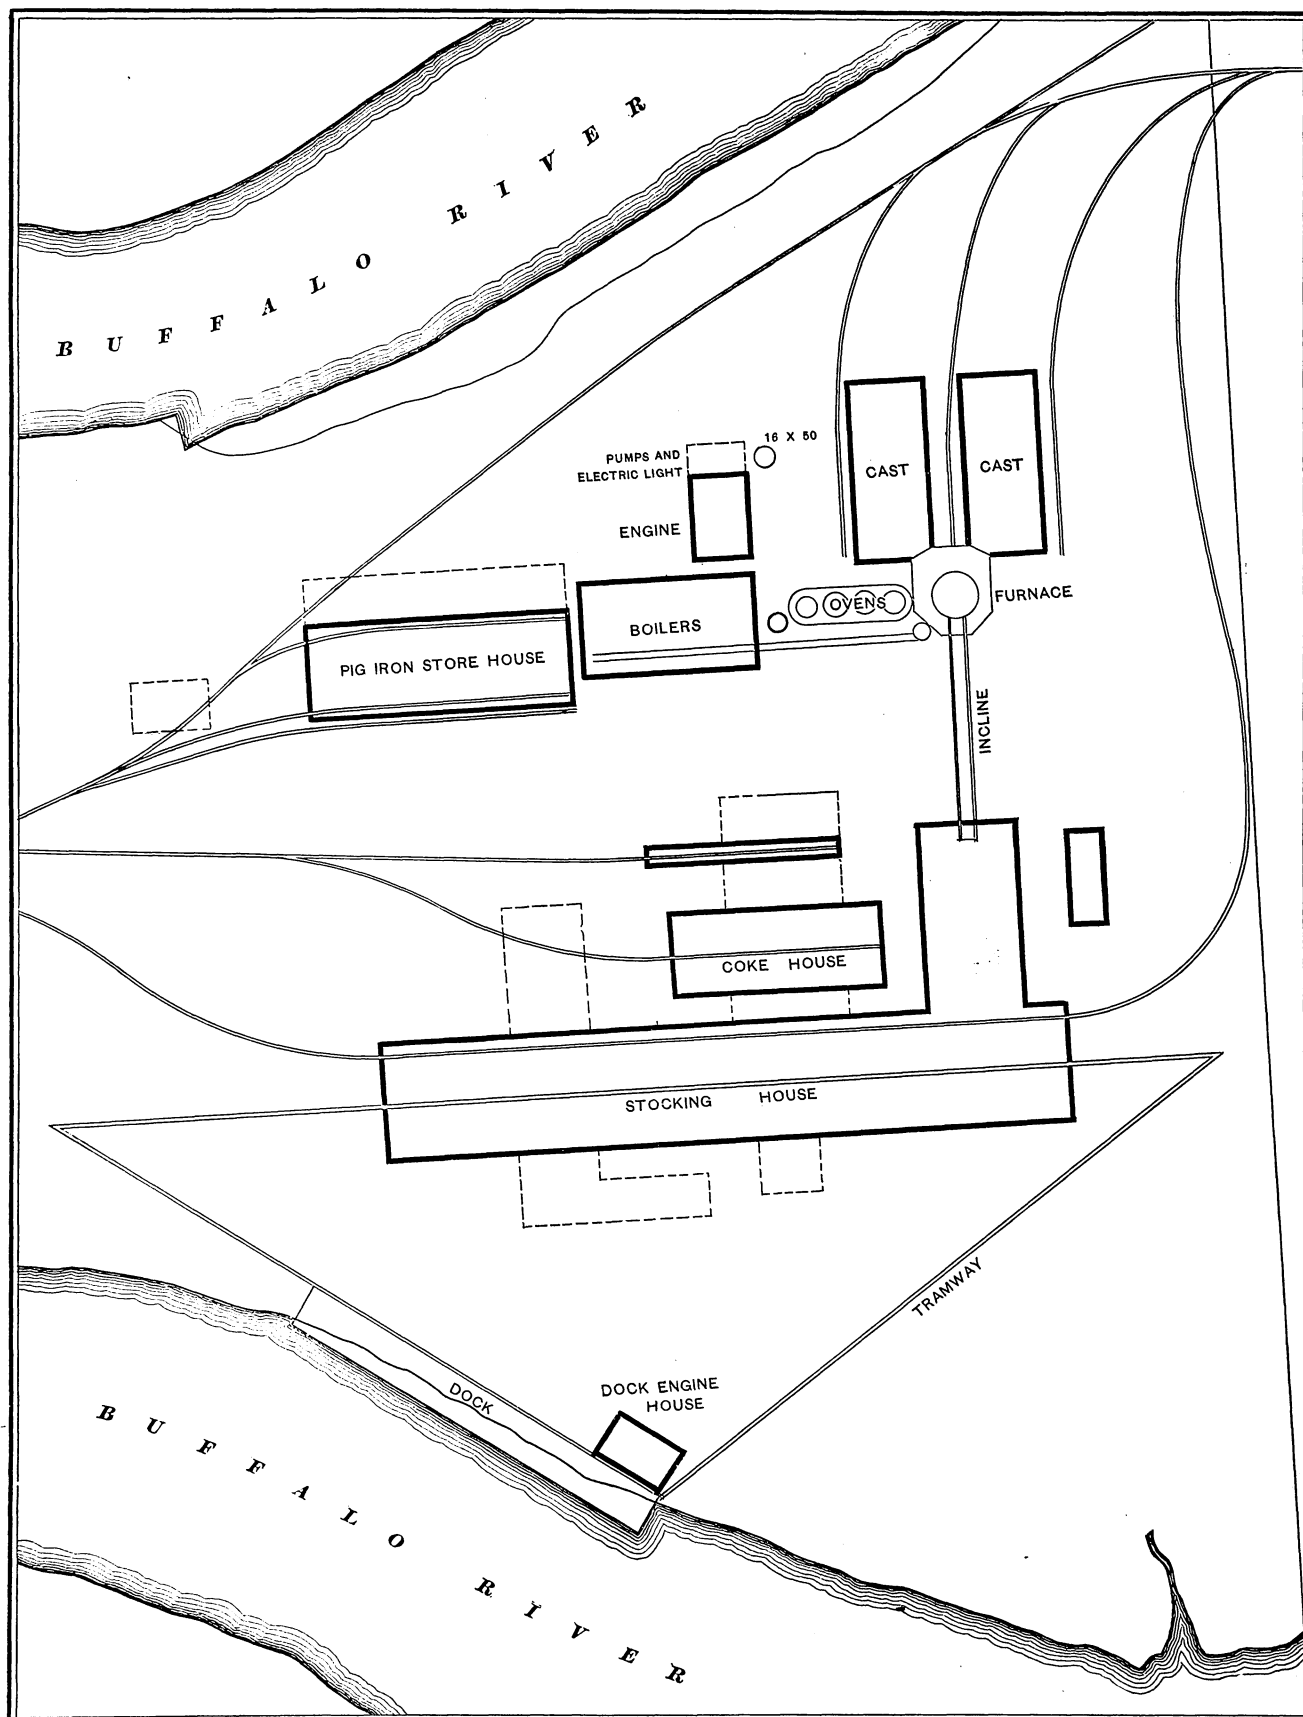 BUFFALO RIVER
16 X 50
PUMPS AND
ELECTRIC LIGHT
CAST
CAST
ENGINE
OVENS
FURNACE
BOILERS
PIG IRON STORE HOUSE
INCLINE
COKE HOUSE
STOCKING HOUSE
TRAMWAY
DOCK
DOCK ENGINE
HOUSE
BUFFALO RIVER